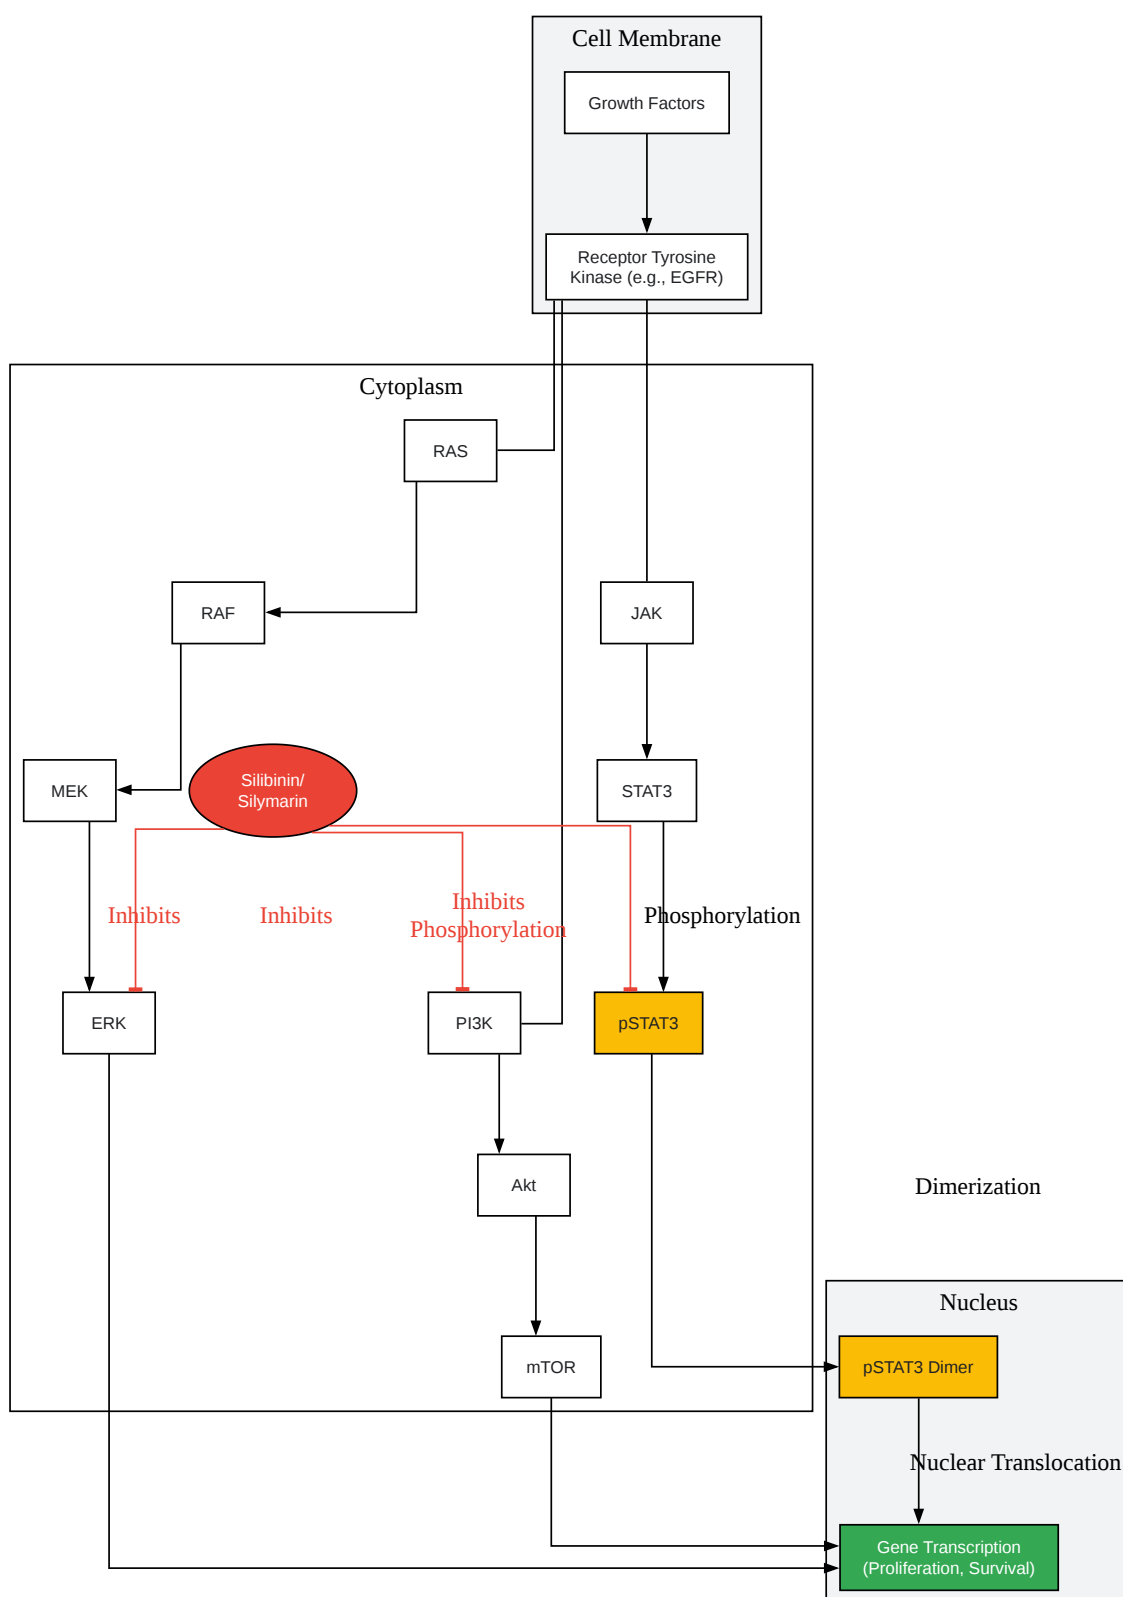 Cell Membrane
Growth Factors
Receptor Tyrosine
Kinase (e.g., EGFR)
Cytoplasm
RAS
RAF
JAK
MEK
Silibinin/
Silymarin
STAT3
Inhibits
Inhibits
Inhibits
Phosphorylation
Phosphorylation
ERK
PI3K
pSTAT3
Akt
Dimerization
Nucleus
mTOR
pSTAT3 Dimer
Nuclear Translocation
Gene Transcription
(Proliferation, Survival)